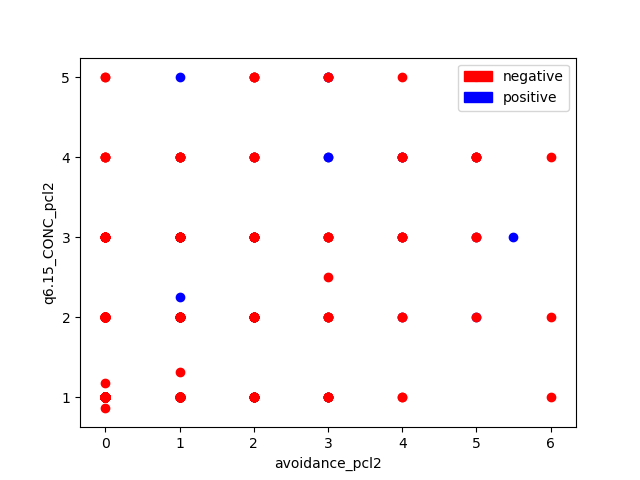 negative
positive
5
4
3
2
1
q6.15_CONC_pcl2
0 1 2 3 4 5 6
avoidance_pcl2